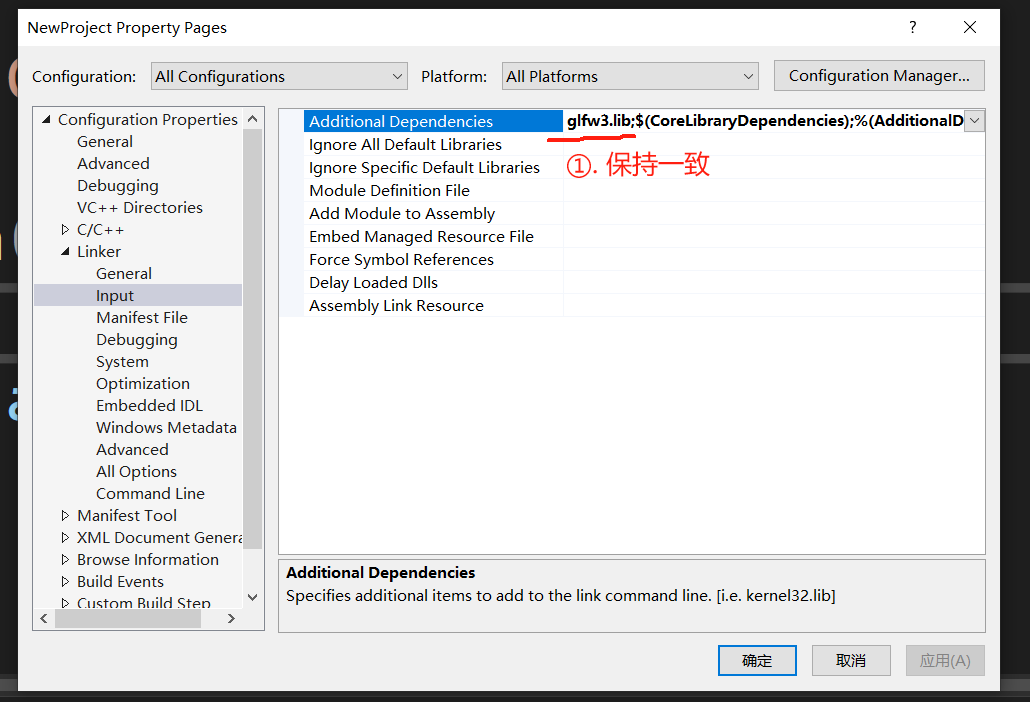 NewProject Property Pages
?
Configuration: All Configurations Platform: All Platforms Configuration Manager...
Configuration Properties
General
Advanced
Debugging
VC++ Directories
C/C++
Linker
General
Input
Manifest File
Debugging
System
Optimization
Embedded IDL
Windows Metadata
Advanced
All Options
Command Line
Manifest Tool
XML Document Genera
Browse Information
Build Events
Custom Build Step
Additional Dependencies glfw3.lib;$(CoreLibraryDependencies);%(AdditionalD
Ignore All Default Libraries
①. 保持一致
Ignore Specific Default Libraries
Module Definition File
Add Module to Assembly
Embed Managed Resource File
Force Symbol References
Delay Loaded Dlls
Assembly Link Resource
Additional Dependencies
Specifies additional items to add to the link command line. [i.e. kernel32.lib]
确定 取消 应用(A)